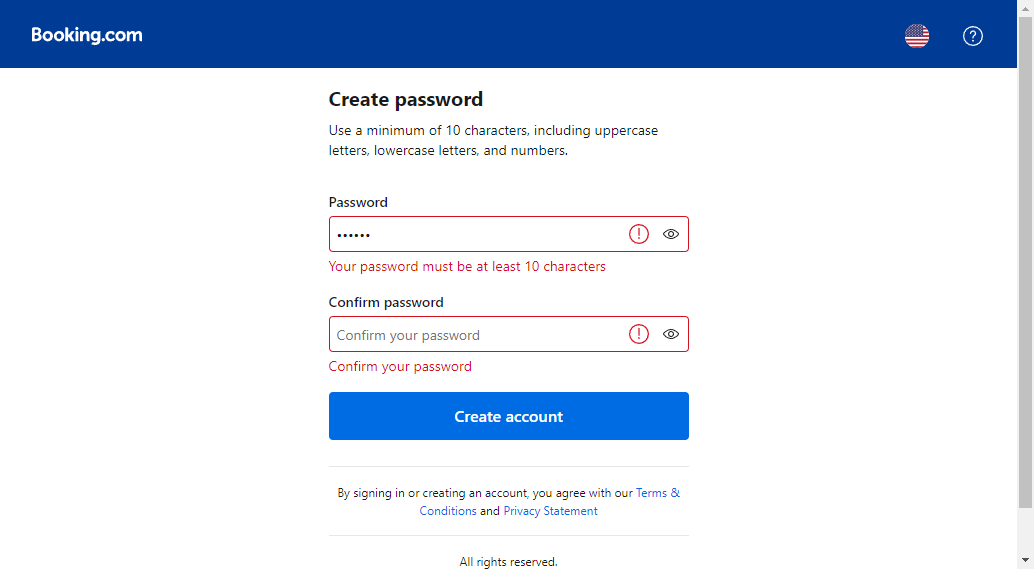 Booking.com
Create password
Use a minimum of 10 characters, including uppercase
letters, lowercase letters, and numbers.
Password
••••••
Your password must be at least 10 characters
Confirm password
Confirm your password
Confirm your password
Create account
By signing in or creating an account, you agree with our Terms &
Conditions and Privacy Statement
All rights reserved.